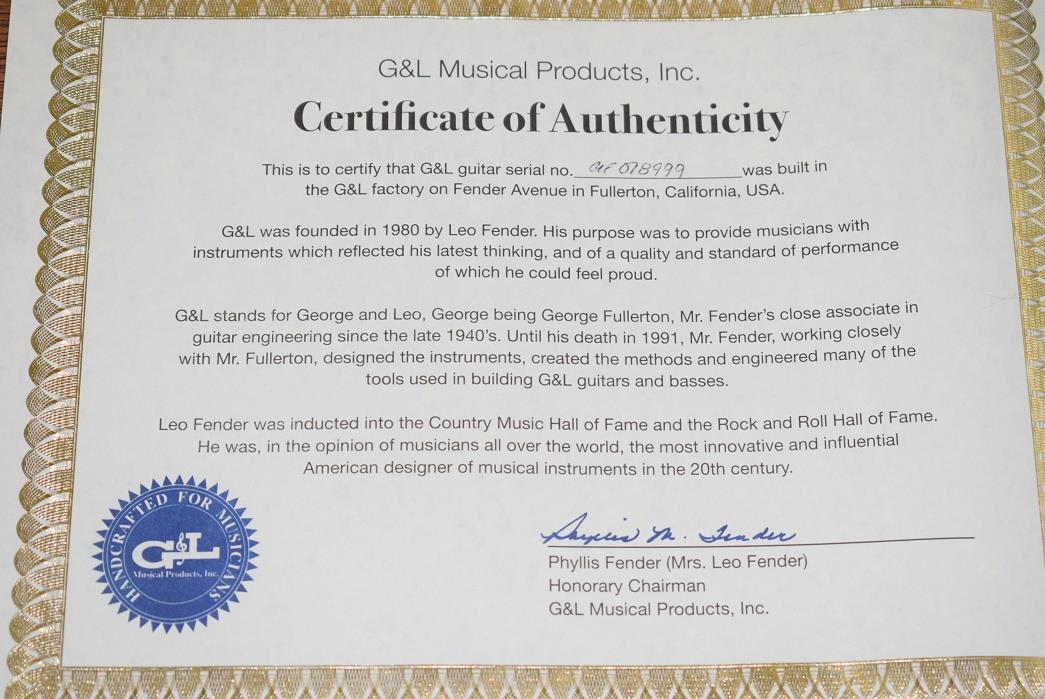 G&L Musical Products, Inc.
Certificate of Authenticity
This is to certify that G&L guitar serial no. CLF078999 was built in
the G&L factory on Fender Avenue in Fullerton, California, USA.
G&L was founded in 1980 by Leo Fender. His purpose was to provide musicians with
instruments which reflected his latest thinking, and of a quality and standard of performance
of which he could feel proud.
G&L stands for George and Leo, George being George Fullerton, Mr. Fender's close associate in
guitar engineering since the late 1940's. Until his death in 1991, Mr. Fender, working closely
with Mr. Fullerton, designed the instruments, created the methods and engineered many of the
tools used in building G&L guitars and basses.
Leo Fender was inducted into the Country Music Hall of Fame and the Rock and Roll Hall of Fame.
He was, in the opinion of musicians all over the world, the most innovative and influential
American designer of musical instruments in the 20th century.
HANDCRAFTED FOR MUSICIANS
G&L
Musical Products, Inc.
Phyllis M. Fender
Phyllis Fender (Mrs. Leo Fender)
Honorary Chairman
G&L Musical Products, Inc.